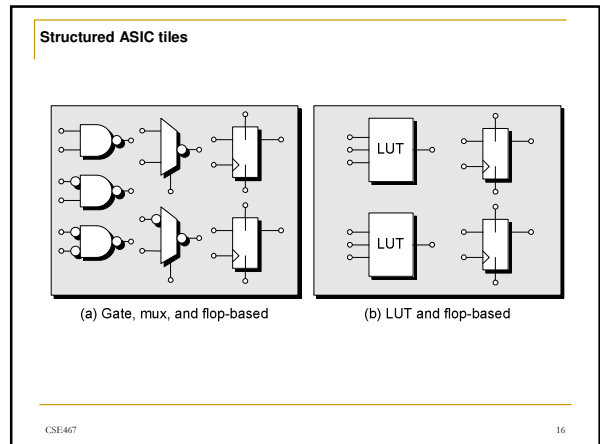 Structured ASIC tiles
LUT
LUT
(a) Gate, mux, and flop-based
(b) LUT and flop-based
CSE467
16